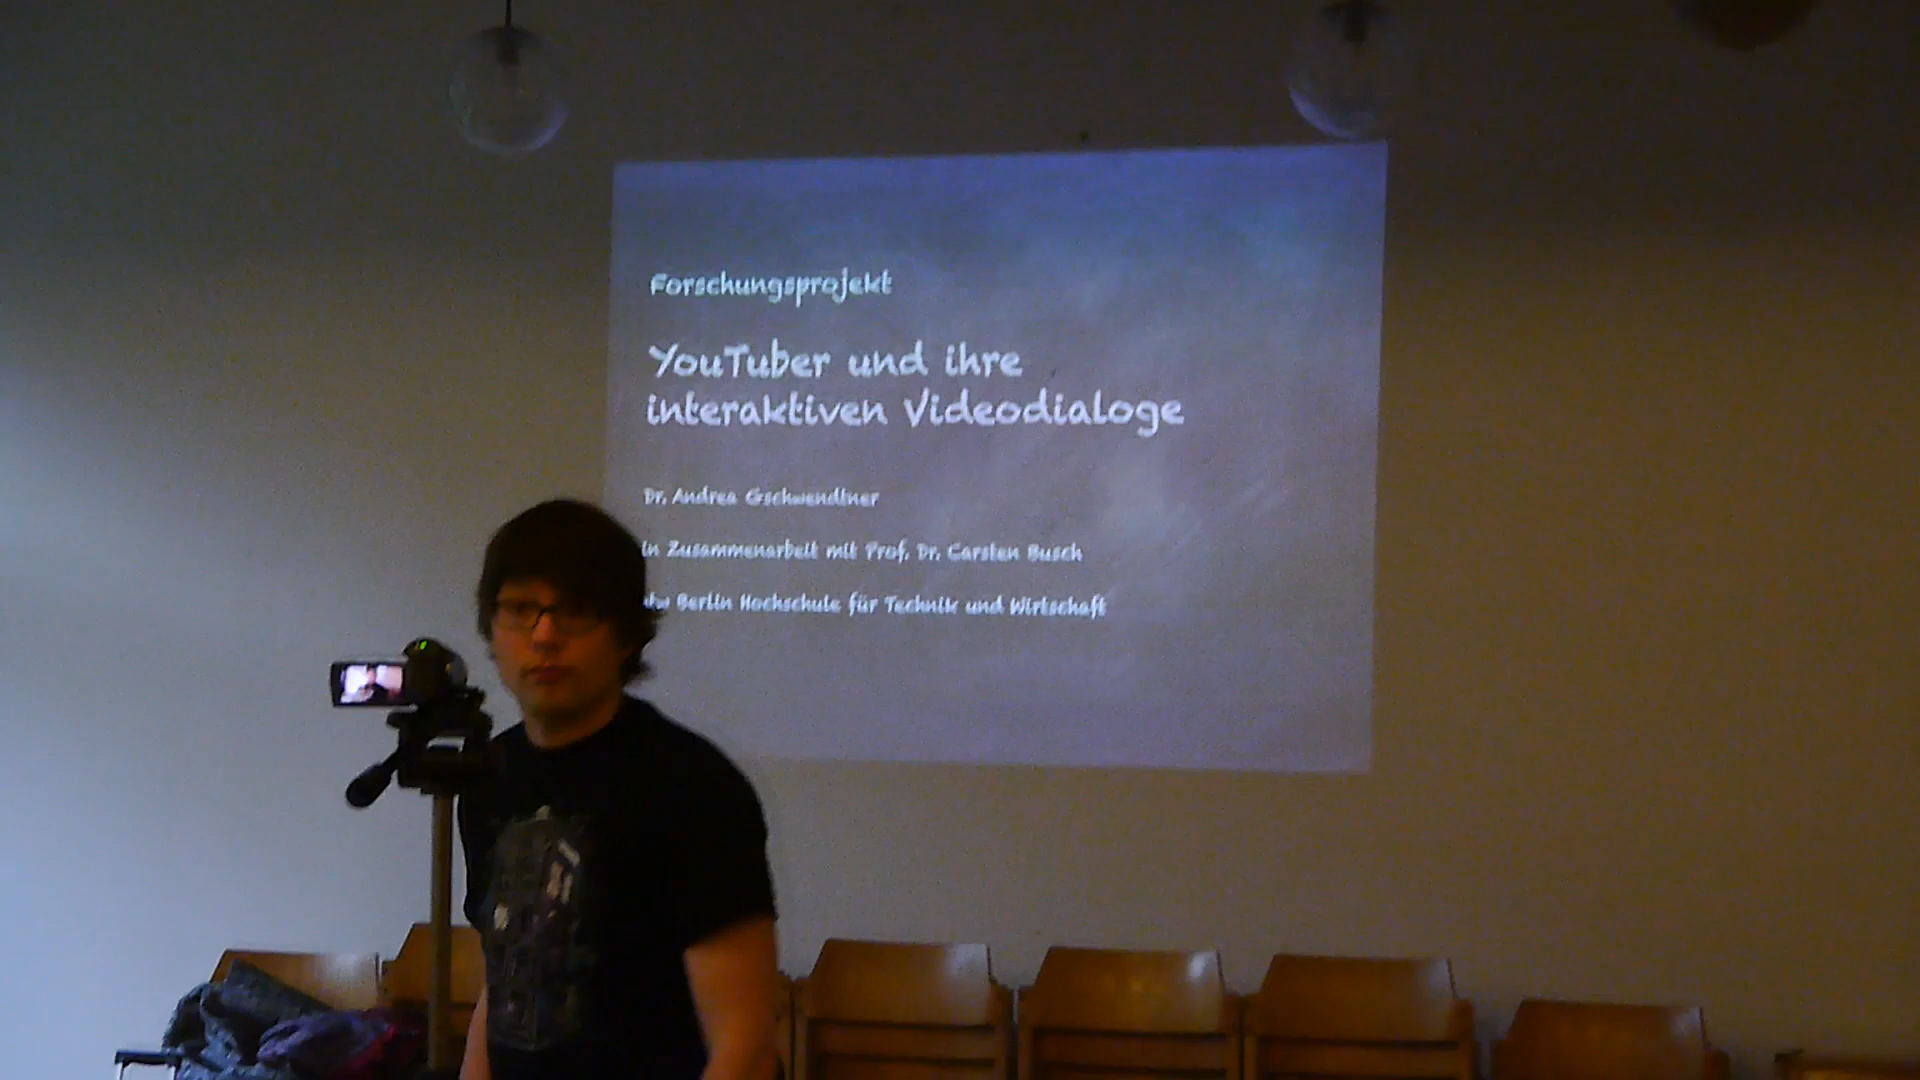 Forschungsprojekt
YouTuber und ihre
interaktiven Videodialoge
Dr. Andrea Gschwendtner
in Zusammenarbeit mit Prof. Dr. Carsten Busch
Berlin Hochschule für Technik und Wirtschaft